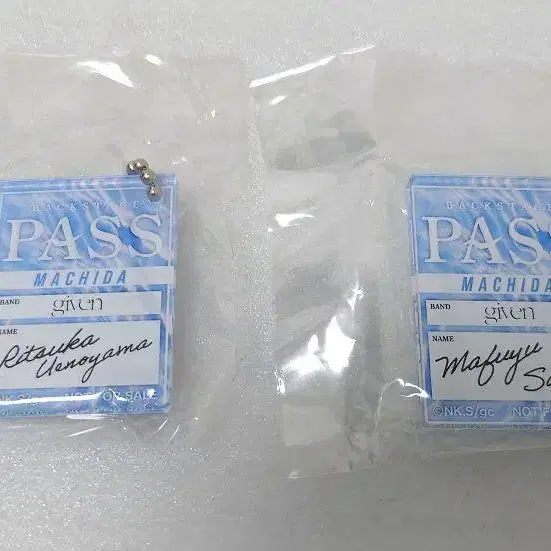 BACKSTAGE
PASS
MACHIDA
BAND given
NAME
Ritsuka
Uenoyama
NK.S/gc NOT FOR SALE
BACKSTAGE
PASS
MACHIDA
BAND given
NAME
Mafuyu
©NK.S/gc NOT